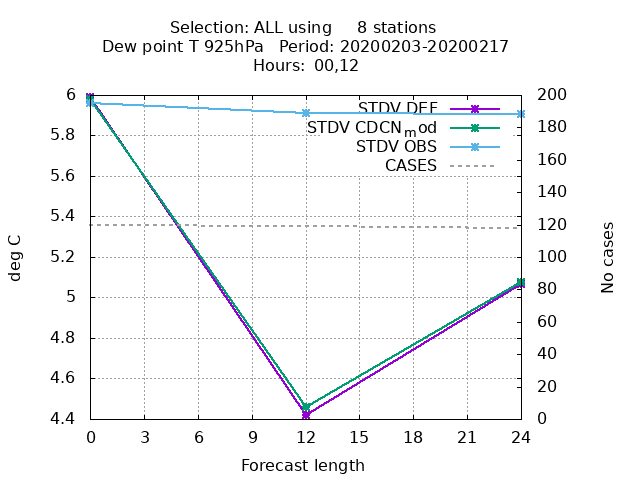 Selection: ALL using     8 stations
Dew point T 925hPa   Period: 20200203-20200217
Hours:  00,12
STDV DEF
STDV CDCNmod
STDV OBS
CASES
6
5.8
5.6
5.4
5.2
5
4.8
4.6
4.4
200
180
160
140
120
100
80
60
40
20
0
deg C
No cases
0 3 6 9 12 15 18 21 24
Forecast length